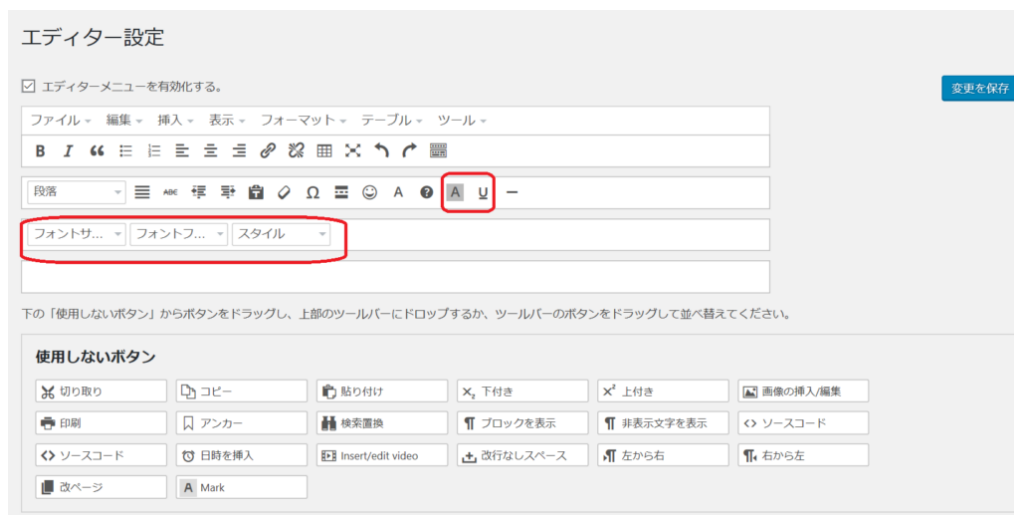 エディター設定
エディターメニューを有効化する。
変更を保存
ファイル 編集 挿入 表示 フォーマット テーブル ツール
B I
段落 ABC Ω A ? A U
フォントサ... フォントフ... スタイル
下の「使用しないボタン」からボタンをドラッグし、上部のツールバーにドロップするか、ツールバーのボタンをドラッグして並べ替えてください。
使用しないボタン
切り取り コピー 貼り付け 下付き 上付き 画像の挿入/編集
印刷 アンカー 検索置換 ブロックを表示 非表示文字を表示 ソースコード
ソースコード 日時を挿入 Insert/edit video 改行なしスペース 左から右 右から左
改ページ A Mark